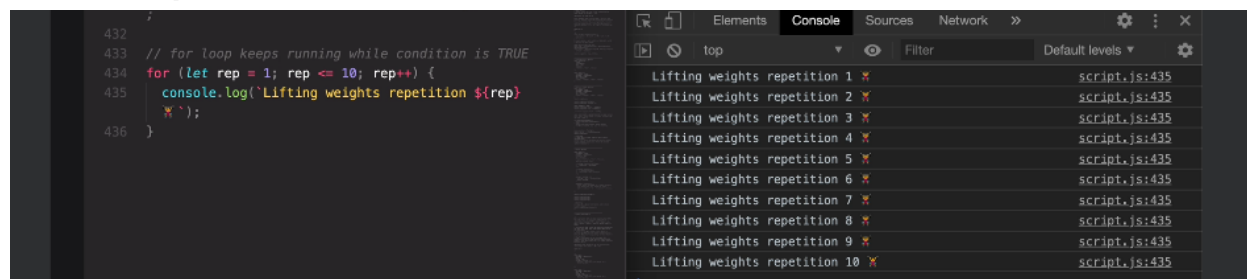 ;
432
433 // for loop keeps running while condition is TRUE
434 for (let rep = 1; rep <= 10; rep++) {
435 console.log(`Lifting weights repetition ${rep}
🏋️`);
436 }
Elements Console Sources Network »
top Filter Default levels ▼
Lifting weights repetition 1 🏋️ script.js:435
Lifting weights repetition 2 🏋️ script.js:435
Lifting weights repetition 3 🏋️ script.js:435
Lifting weights repetition 4 🏋️ script.js:435
Lifting weights repetition 5 🏋️ script.js:435
Lifting weights repetition 6 🏋️ script.js:435
Lifting weights repetition 7 🏋️ script.js:435
Lifting weights repetition 8 🏋️ script.js:435
Lifting weights repetition 9 🏋️ script.js:435
Lifting weights repetition 10 🏋️ script.js:435